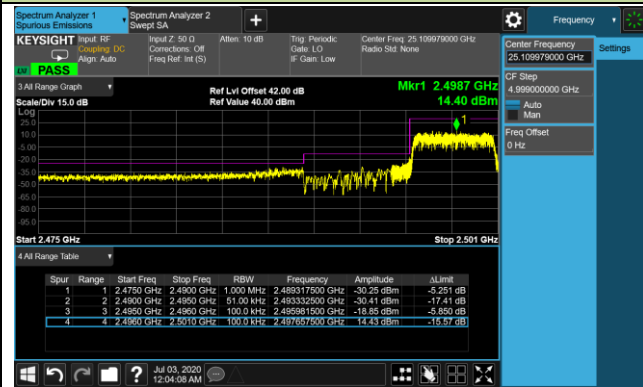 Spectrum Analyzer 1
Spurious Emissions
Spectrum Analyzer 2
Swept SA
Frequency
KEYSIGHT
Input: RF
Coupling: DC
Align: Auto
Input Z: 50 Ω
Corrections: Off
Freq Ref: Int (S)
Atten: 10 dB
Trig: Periodic
Gate: LO
IF Gain: Low
Center Freq: 25.109979000 GHz
Radio Std: None
LW PASS
3 All Range Graph
Scale/Div 15.0 dB
Ref Lvl Offset 42.00 dB
Ref Value 40.00 dBm
Mkr1 2.4987 GHz
14.40 dBm
Log
25.0
10.0
-5.00
-20.0
-35.0
-50.0
-65.0
-80.0
-95.0
1
Start 2.475 GHz
Stop 2.501 GHz
4 All Range Table
Spur Range Start Freq Stop Freq RBW Frequency Amplitude ΔLimit
1 1 2.4750 GHz 2.4900 GHz 1.000 MHz 2.489317500 GHz -30.25 dBm -5.251 dB
2 2 2.4900 GHz 2.4950 GHz 51.00 kHz 2.493332500 GHz -30.41 dBm -17.41 dB
3 3 2.4950 GHz 2.4960 GHz 100.0 kHz 2.495981500 GHz -18.85 dBm -5.850 dB
4 4 2.4960 GHz 2.5010 GHz 100.0 kHz 2.497657500 GHz 14.43 dBm -15.57 dB
Center Frequency
25.109979000 GHz
Settings
CF Step
4.999000000 GHz
Auto
Man
Freq Offset
0 Hz
Jul 03, 2020
12:04:08 AM